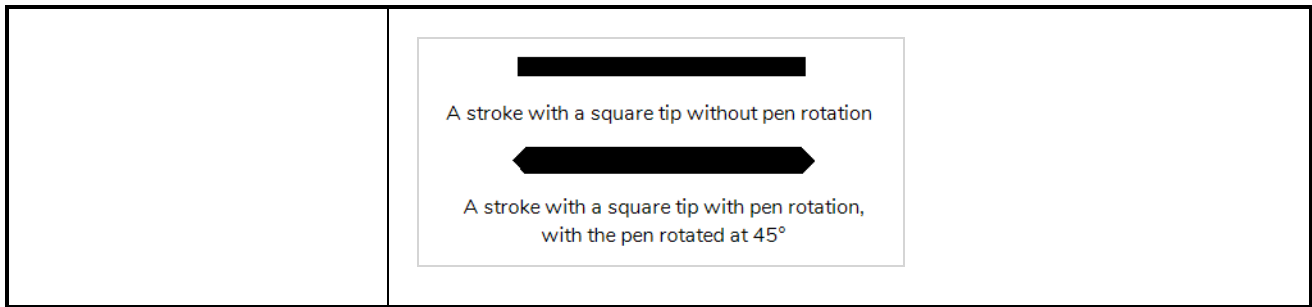 A stroke with a square tip without pen rotation
A stroke with a square tip with pen rotation,
with the pen rotated at 45°